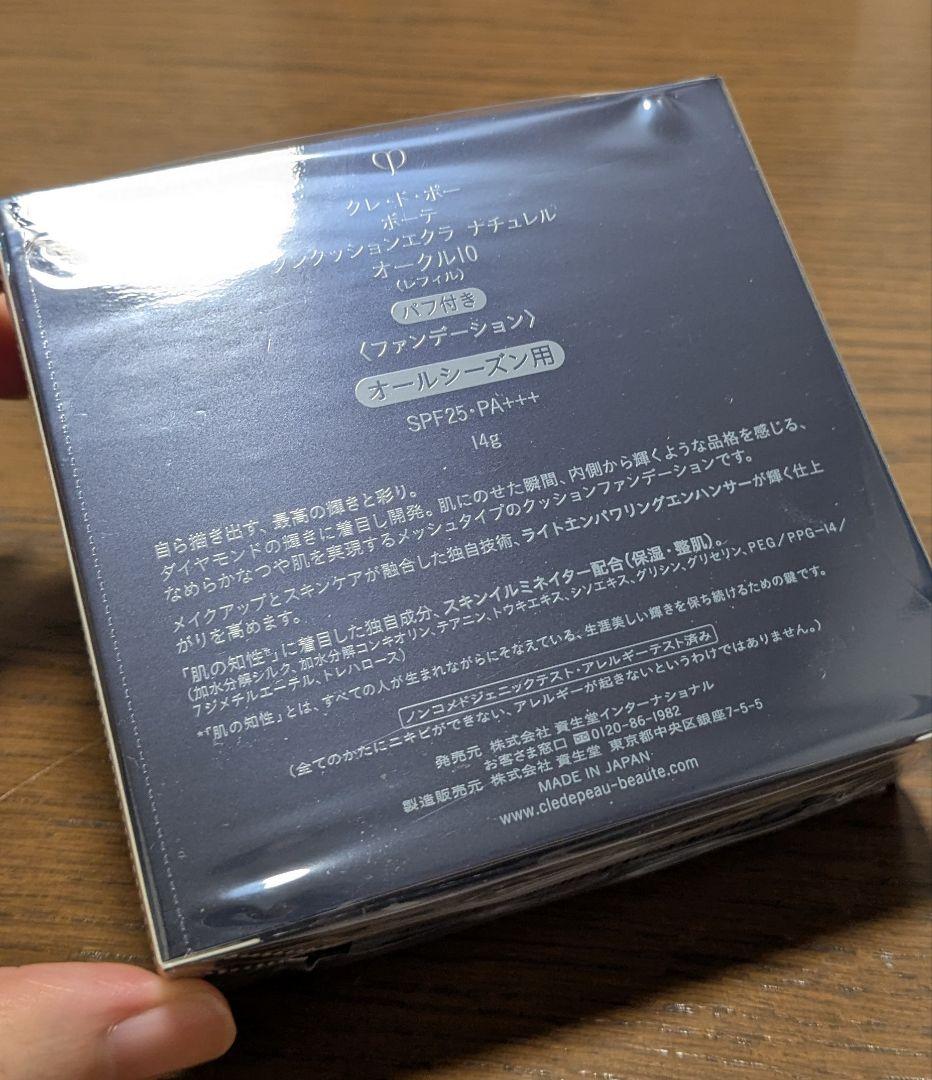 クレ・ド・ポー
ボーテ
タンクッションエクラ ナチュレル
オークル10
(レフィル)
パフ付き
〈ファンデーション〉
オールシーズン用
SPF25・PA+++
14g
自ら描き出す、最高の輝きと彩り。
ダイヤモンドの輝きに着目し開発。肌にのせた瞬間、内側から輝くような品格を感じる、
なめらかなつや肌を実現するメッシュタイプのクッションファンデーションです。
メイクアップとスキンケアが融合した独自技術、ライトエンパワリングエンハンサーが輝く仕上
がりを高めます。
「肌の知性*」に着目した独自成分、スキンイルミネイター配合(保湿・整肌)。
(加水分解シルク、加水分解コンキオリン、テアニン、トウキエキス、シソエキス、グリシン、グリセリン、PEG/PPG-14/
7ジメチルエーテル、トレハロース)
*「肌の知性」とは、すべての人が生まれながらにそなえている、生涯美しい輝きを保ち続けるための鍵です。
ノンコメドジェニックテスト・アレルギーテスト済み
(全てのかたにニキビができない、アレルギーが起きないというわけではありません。)
発売元 株式会社 資生堂インターナショナル
お客さま窓口 0120-86-1982
製造販売元 株式会社 資生堂 東京都中央区銀座7-5-5
MADE IN JAPAN
www.cledepeau-beaute.com